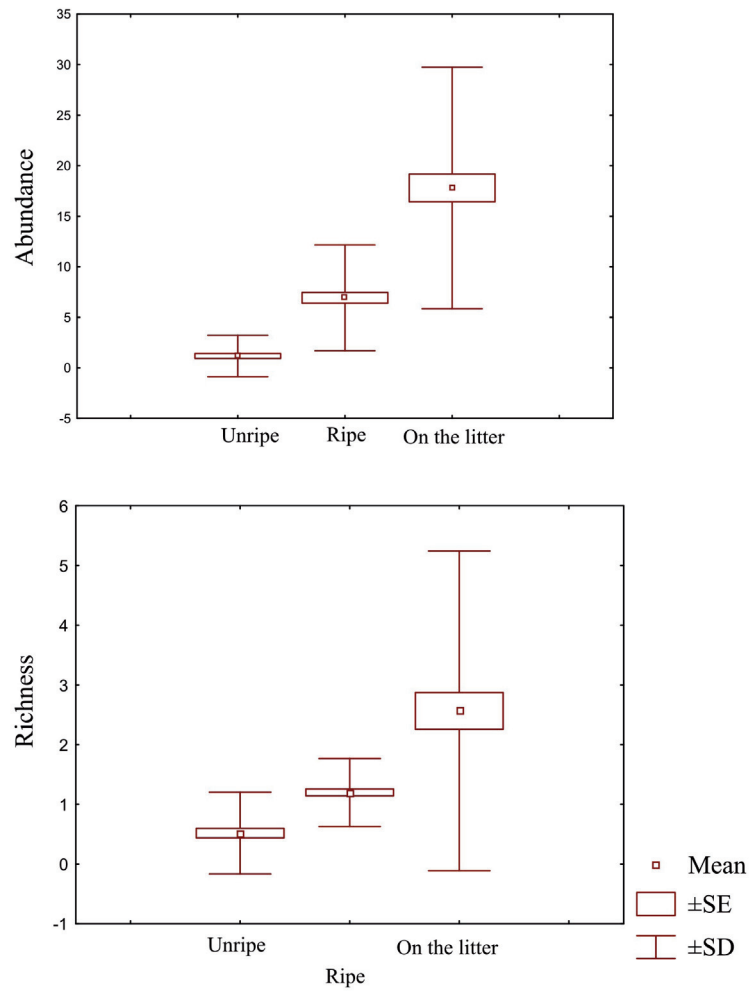 35
30
25
20
15
10
5
0
-5
Abundance
Unripe Ripe On the litter
6
5
4
3
2
1
0
-1
Richness
Unripe On the litter
Ripe
Mean
±SE
±SD